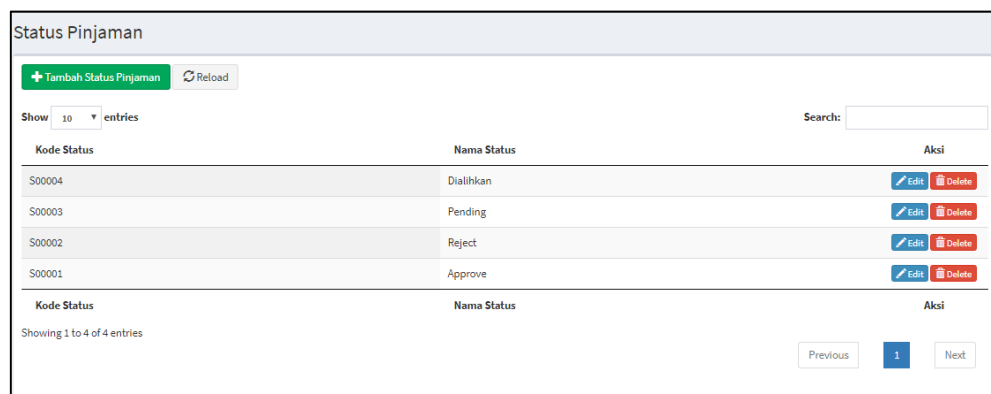 Status Pinjaman
Tambah Status Pinjaman Reload
Show 10 entries Search:
Kode Status Nama Status Aksi
S00004 Dialihkan Edit Delete
S00003 Pending Edit Delete
S00002 Reject Edit Delete
S00001 Approve Edit Delete
Kode Status Nama Status Aksi
Showing 1 to 4 of 4 entries
Previous 1 Next